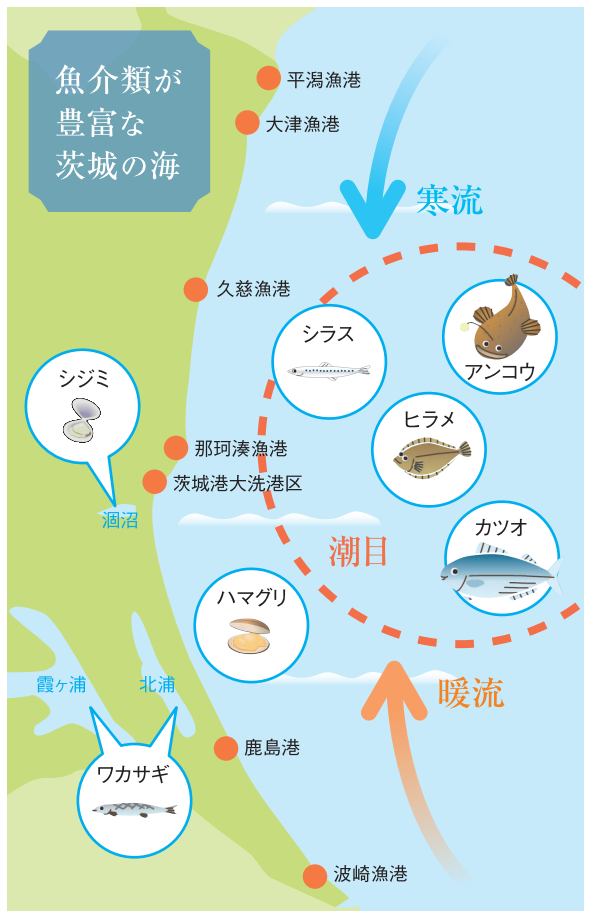 魚介類が
豊富な
茨城の海
平潟漁港
大津漁港
寒流
久慈漁港
シラス
アンコウ
シジミ
ヒラメ
那珂湊漁港
茨城港大洗港区
涸沼
カツオ
潮目
ハマグリ
霞ヶ浦
北浦
暖流
鹿島港
ワカサギ
波崎漁港